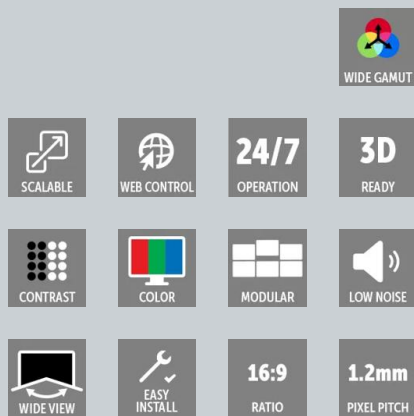 WIDE GAMUT
SCALABLE
WEB CONTROL
24/7
OPERATION
3D
READY
CONTRAST
COLOR
MODULAR
LOW NOISE
WIDE VIEW
EASY
INSTALL
16:9
RATIO
1.2mm
PIXEL PITCH